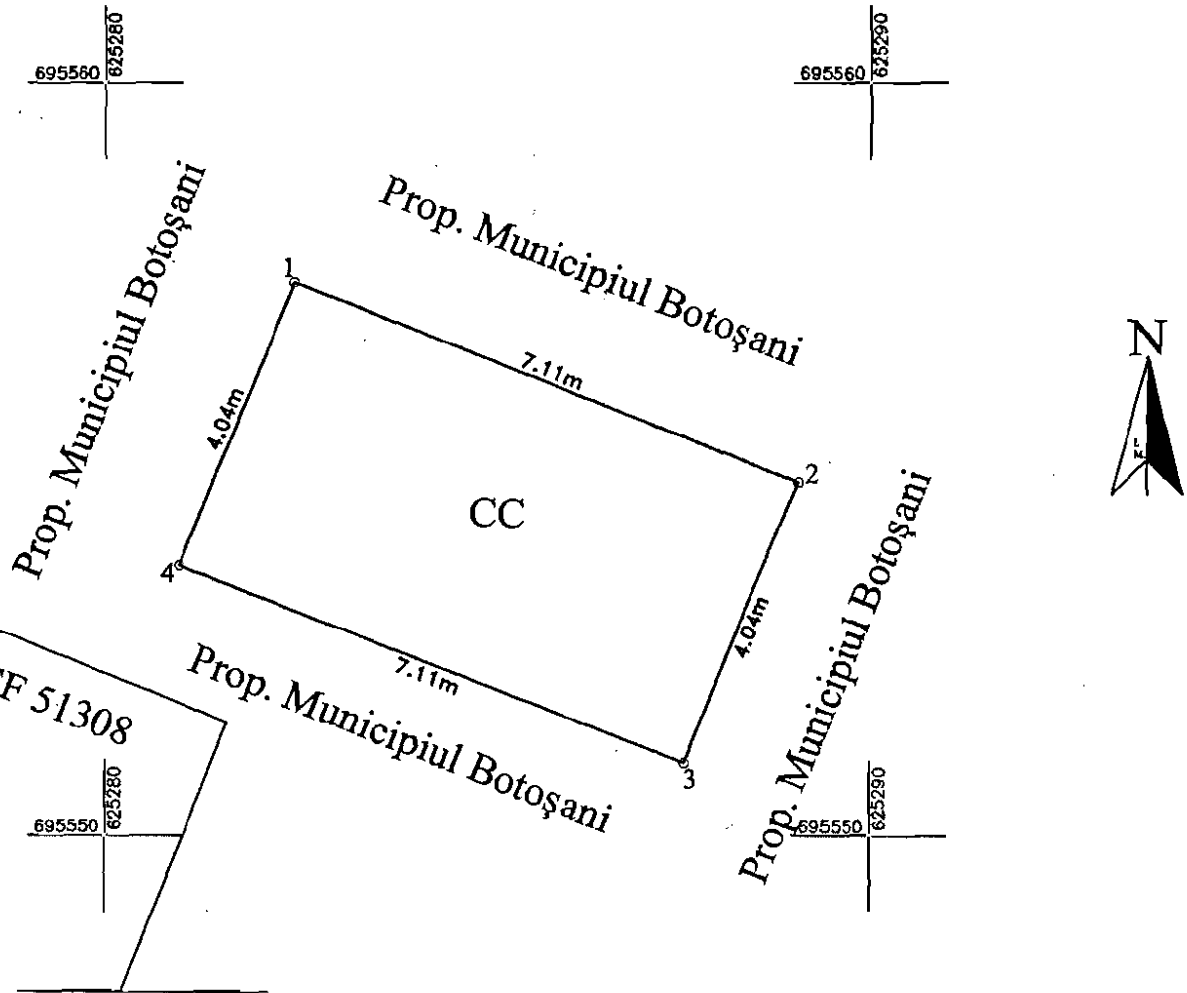 625280
695560
625290
695560
Prop. Municipiul Botoşani
Prop. Municipiul Botoşani
1
7.11m
N
4.04m
2
L
M.
CC
Prop. Municipiul Botoşani
4
4.04m
Prop. Municipiul Botoşani
7.11m
51308
3
625280
695550
625290
695550